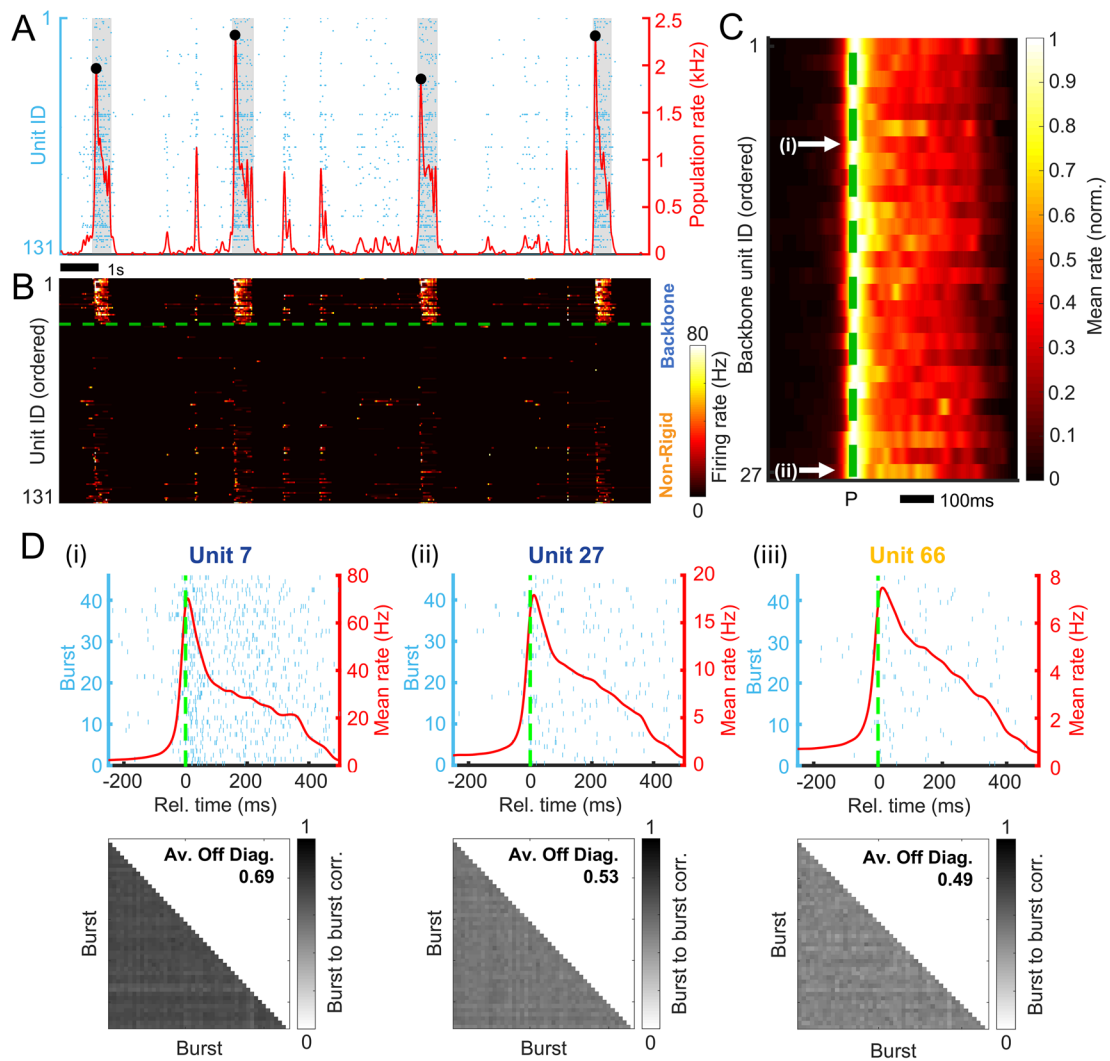 A
1
Unit ID
131
2.5
2
1.5
1
0.5
0
Population rate (kHz)
1s
B
1
Unit ID (ordered)
131
Backbone
Non-Rigid
80
Firing rate (Hz)
0
C
1
Backbone unit ID (ordered)
27
(i)
(ii)
P
100ms
1
0.9
0.8
0.7
0.6
0.5
0.4
0.3
0.2
0.1
0
Mean rate (norm.)
D
(i)
Unit 7
40
30
20
10
0
Burst
80
60
40
20
0
Mean rate (Hz)
-200 0 200 400
Rel. time (ms)
(ii)
Unit 27
40
30
20
10
0
Burst
20
15
10
5
0
Mean rate (Hz)
-200 0 200 400
Rel. time (ms)
(iii)
Unit 66
40
30
20
10
0
Burst
8
6
4
2
0
Mean rate (Hz)
-200 0 200 400
Rel. time (ms)
Av. Off Diag.
0.69
Burst
Burst
1
Burst to burst corr.
0
Av. Off Diag.
0.53
Burst
Burst
1
Burst to burst corr.
0
Av. Off Diag.
0.49
Burst
Burst
1
Burst to burst corr.
0